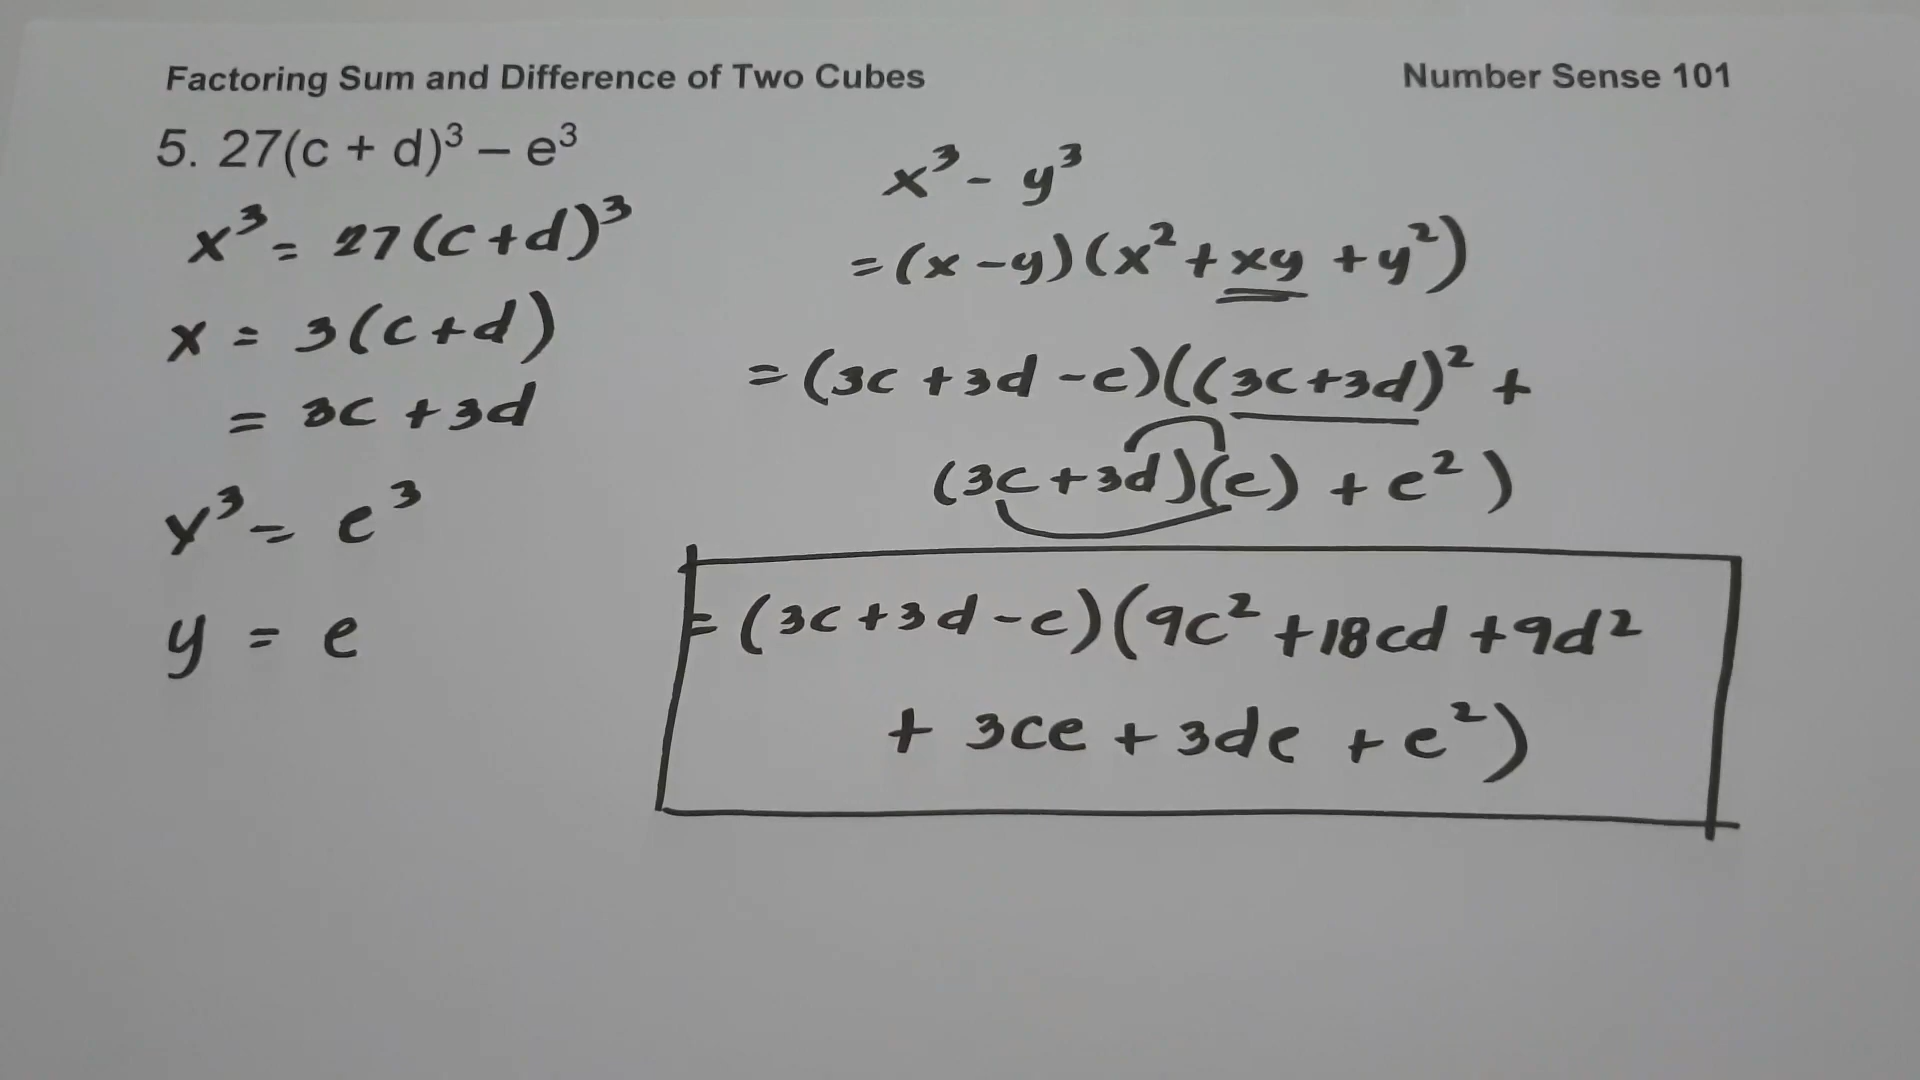 Factoring Sum and Difference of Two Cubes
Number Sense 101
5. 27(c + d)³ – e³
x³ = 27(c+d)³
x = 3(c+d)
= 3c + 3d
y³ = e³
y = e
x³ - y³
= (x - y)(x² + xy + y²)
= (3c + 3d - e)((3c+3d)² +
(3c+3d)(e) + e²)
= (3c+3d-e)(9c² + 18cd + 9d²
+ 3ce + 3de + e²)